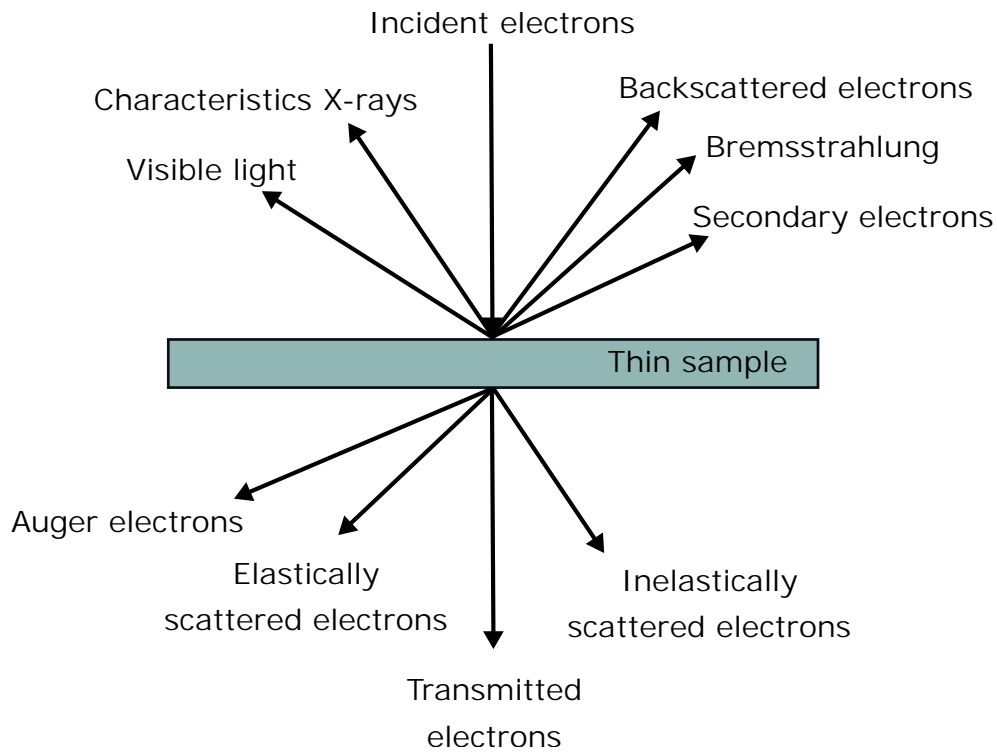 Incident electrons
Characteristics X-rays
Backscattered electrons
Bremsstrahlung
Visible light
Secondary electrons
Thin sample
Auger electrons
Elastically
scattered electrons
Inelastically
scattered electrons
Transmitted
electrons